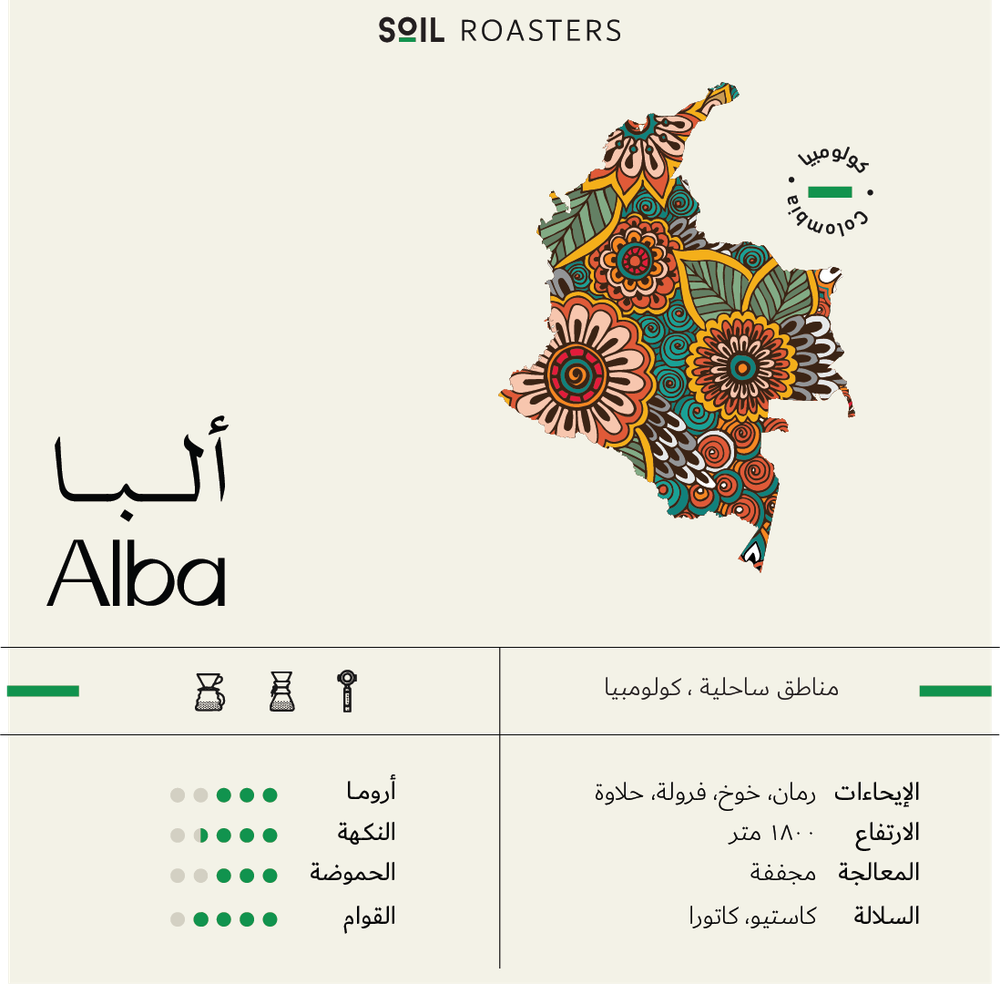 SOIL ROASTERS
كولومبيا
Colombia
ألبا
Alba
مناطق ساحلية ، كولومبيا
الإيحاءات رمان، خوخ، فرولة، حلاوة
الارتفاع ١٨٠٠ متر
المعالجة مجففة
السلالة كاستيو، كاتورا
أروما
النكهة
الحموضة
القوام